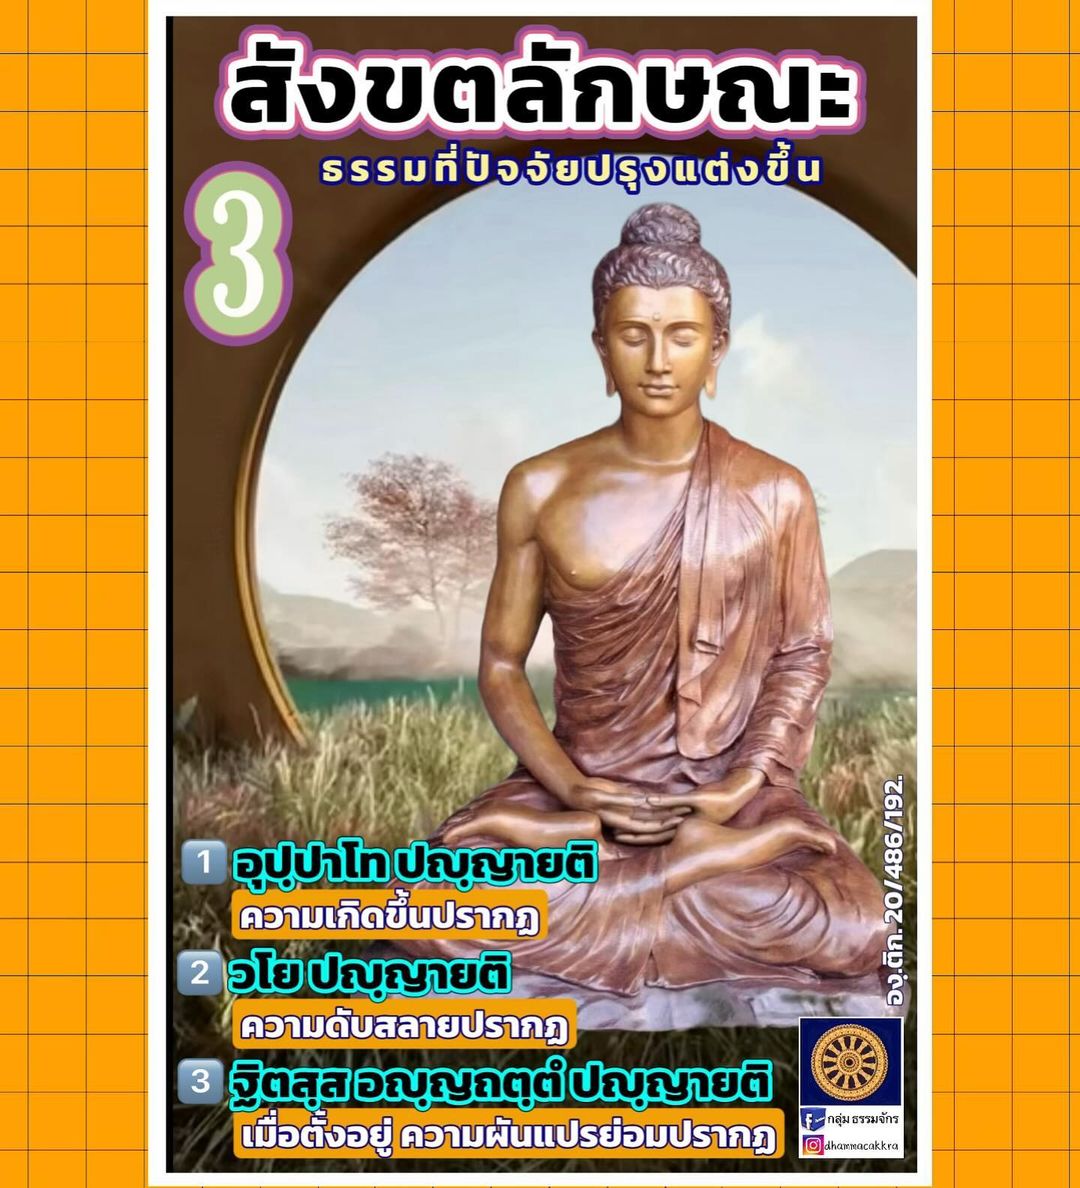 สังขตลักษณะ
ธรรมที่ปัจจัยปรุงแต่งขึ้น
3
1 อุปฺปาโท ปญฺญายติ
ความเกิดขึ้นปรากฏ
2 วโย ปญฺญายติ
ความดับสลายปรากฏ
3 ฐิตสฺส อญฺญถตฺตํ ปญฺญายติ
เมื่อตั้งอยู่ ความผันแปรย่อมปรากฏ
องฺ.ติก. 20/486/192.
กลุ่ม ธรรมจักร
dhammacakkra